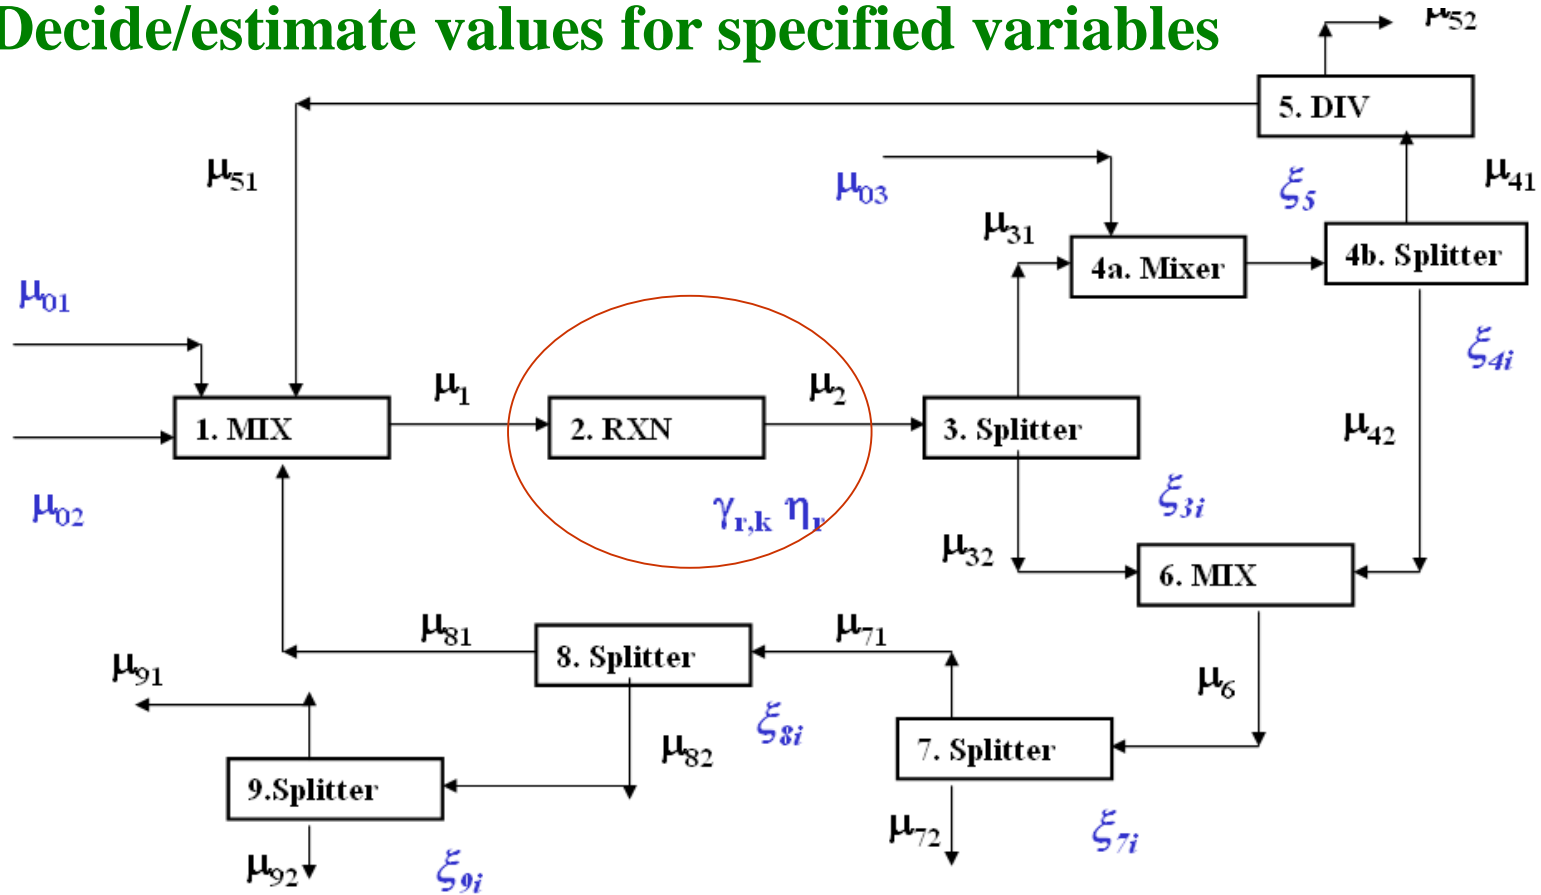 Decide/estimate values for specified variables
μ52
5. DIV
μ51
μ03
ξ5
μ41
μ31
4a. Mixer
4b. Splitter
μ01
ξ4i
μ1
μ2
1. MIX
2. RXN
3. Splitter
μ42
μ02
γr,k ηr
ξ3i
μ32
6. MIX
μ81
μ71
8. Splitter
μ91
μ6
ξ8i
μ82
7. Splitter
9.Splitter
μ72
ξ7i
μ92
ξ9i